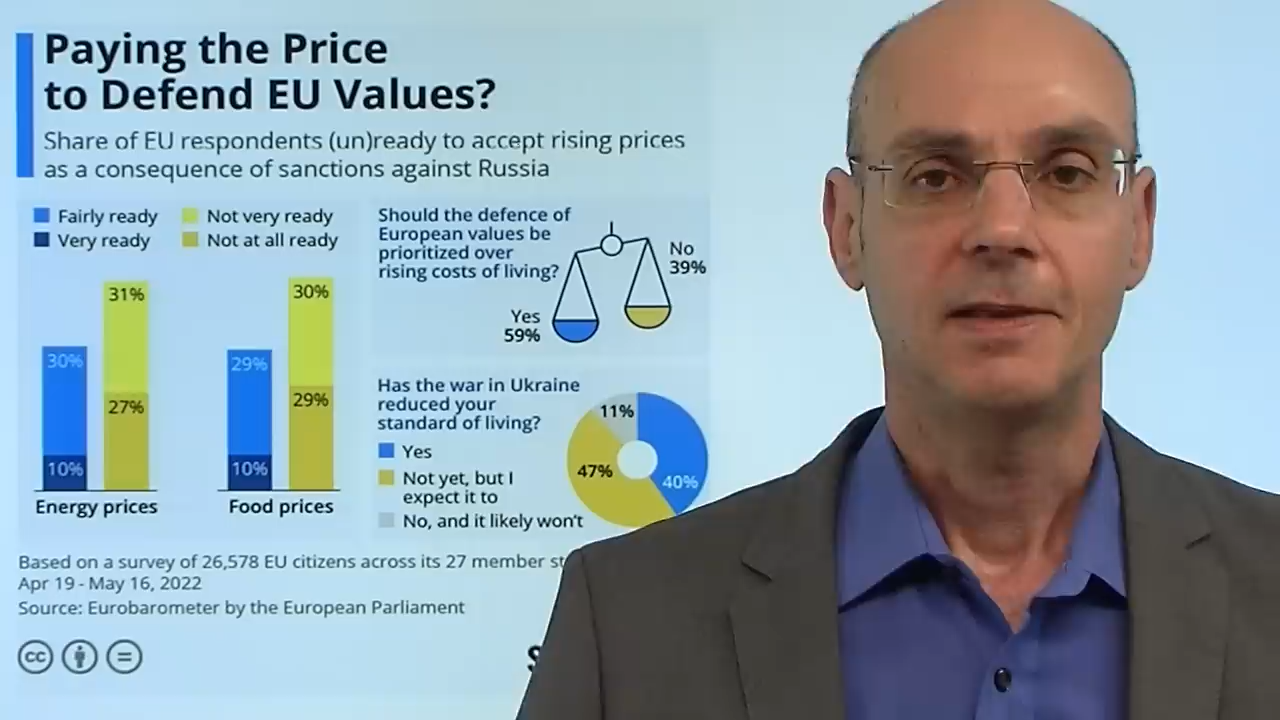 Paying the Price
to Defend EU Values?
Share of EU respondents (un)ready to accept rising prices
as a consequence of sanctions against Russia
Fairly ready
Not very ready
Very ready
Not at all ready
31%
30%
27%
10%
Energy prices
30%
29%
29%
10%
Food prices
Should the defence of
European values be
prioritized over
rising costs of living?
No
39%
Yes
59%
Has the war in Ukraine
reduced your
standard of living?
Yes
Not yet, but I
expect it to
No, and it likely won't
11%
47%
40%
Based on a survey of 26,578 EU citizens across its 27 member
Apr 19 - May 16, 2022
Source: Eurobarometer by the European Parliament
cc